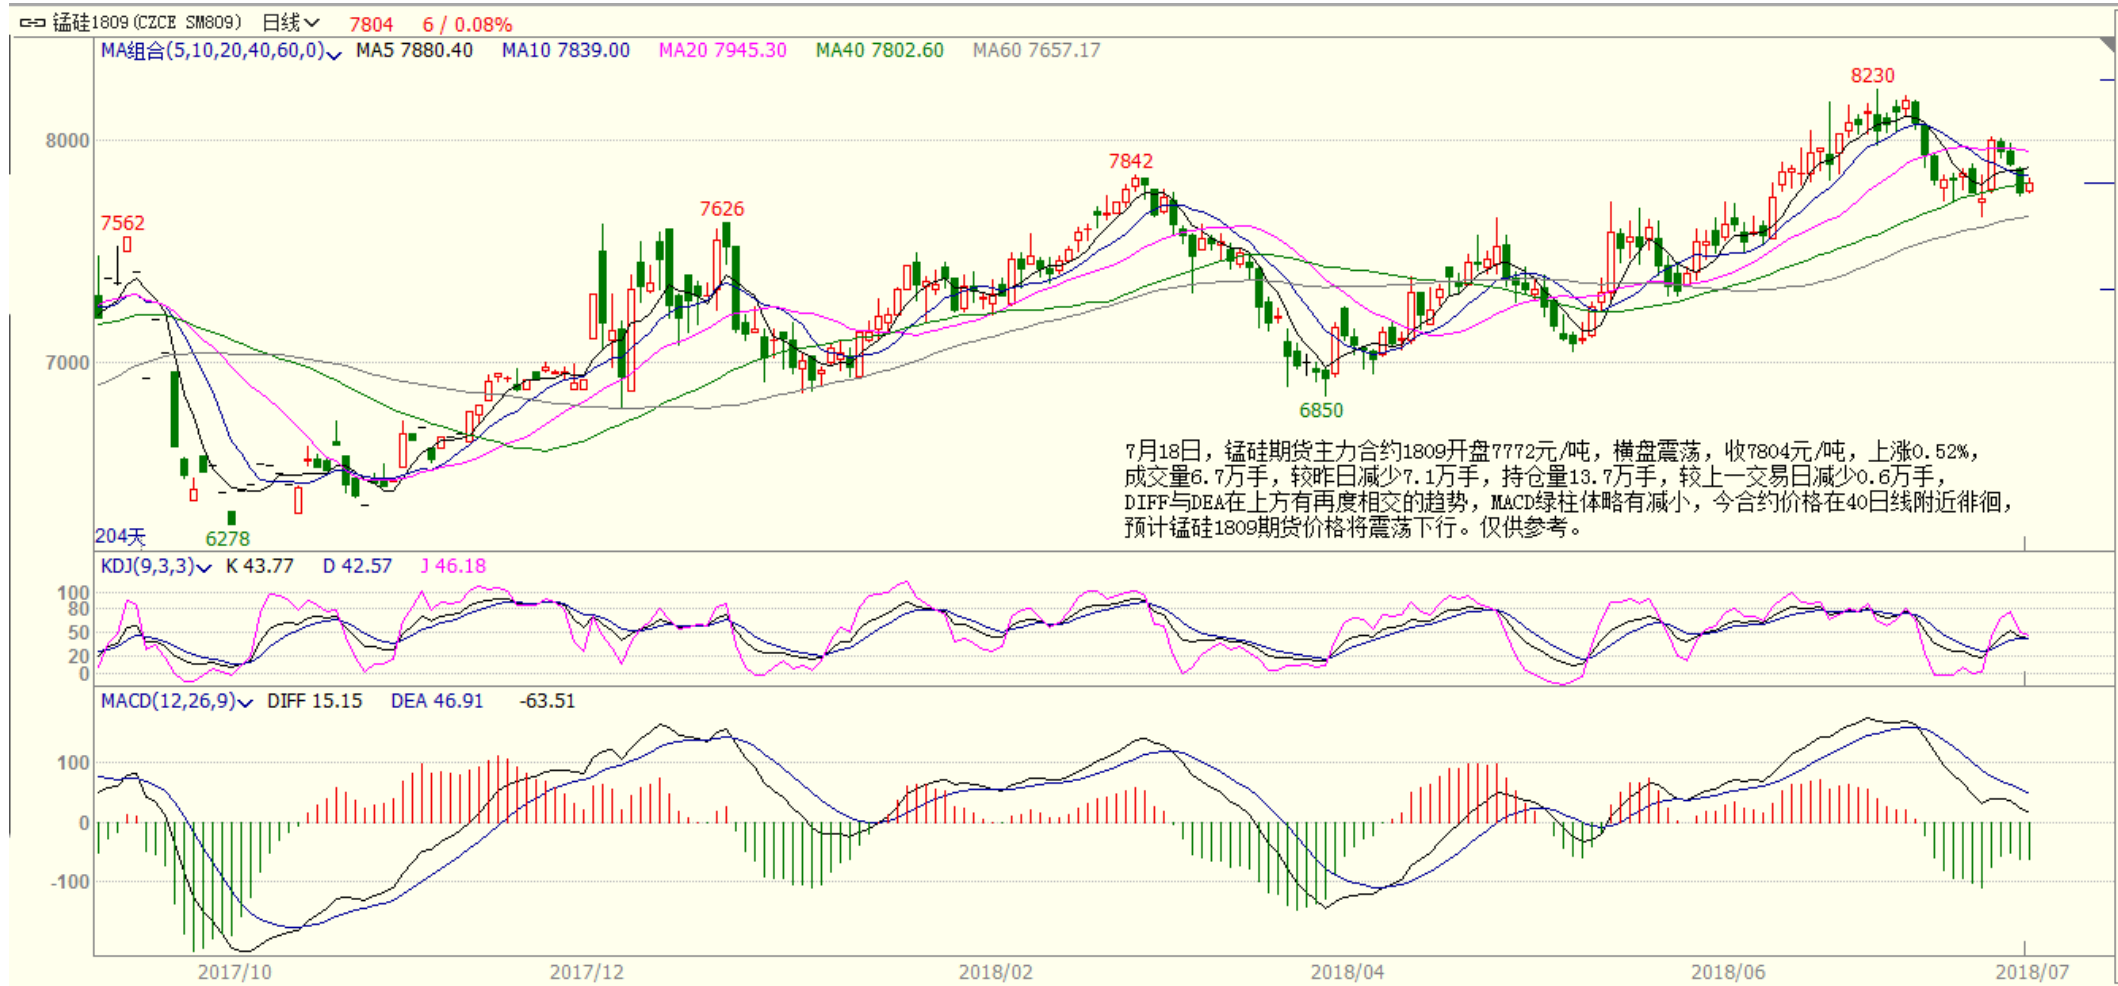 锰硅1809(CZCE SM809) 日线 7804 6 / 0.08%
MA组合(5,10,20,40,60,0) MA5 7880.40 MA10 7839.00 MA20 7945.30 MA40 7802.60 MA60 7657.17
8230
8000
7842
7626
7562
7000
6850
7月18日，锰硅期货主力合约1809开盘7772元/吨，横盘震荡，收7804元/吨，上涨0.52%，
成交量6.7万手，较昨日减少7.1万手，持仓量13.7万手，较上一交易日减少0.6万手，
DIFF与DEA在上方有再度相交的趋势，MACD绿柱体略有减小，今合约价格在40日线附近徘徊，
预计锰硅1809期货价格将震荡下行。仅供参考。
204天
6278
KDJ(9,3,3) K 43.77 D 42.57 J 46.18
100
80
50
20
0
MACD(12,26,9) DIFF 15.15 DEA 46.91 -63.51
100
0
-100
2017/10 2017/12 2018/02 2018/04 2018/06 2018/07